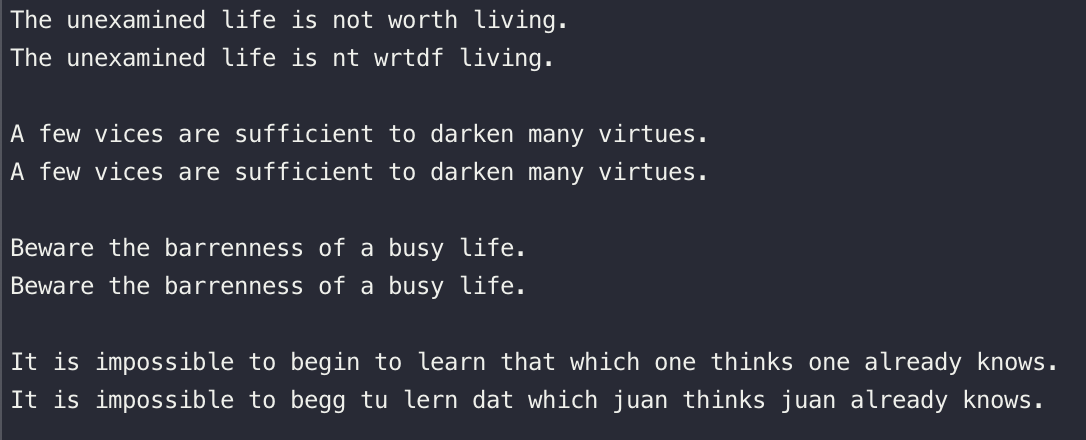 The unexamined life is not worth living.
The unexamined life is nt wrtdf living.
A few vices are sufficient to darken many virtues.
A few vices are sufficient to darken many virtues.
Beware the barrenness of a busy life.
Beware the barrenness of a busy life.
It is impossible to begin to learn that which one thinks one already knows.
It is impossible to begg tu lern dat which juan thinks juan already knows.